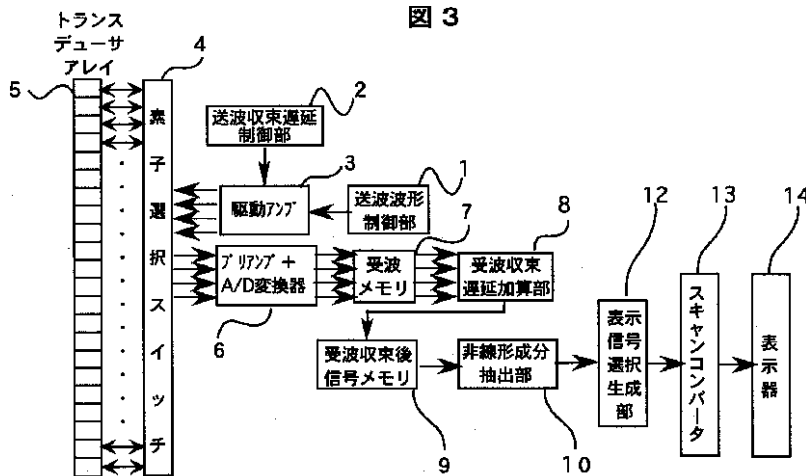 図 3
トランス
デューサ
アレイ
5
4
素子選択スイッチ
2
送波収束遅延
制御部
3
駆動アンプ
1
送波波形
制御部
プリアンプ +
A/D変換器
6
7
受波
メモリ
8
受波収束
遅延加算部
受波収束後
信号メモリ
9
非線形成分
抽出部
10
12
表示
信号
選択
生成
部
13
スキャンコンバータ
14
表示器